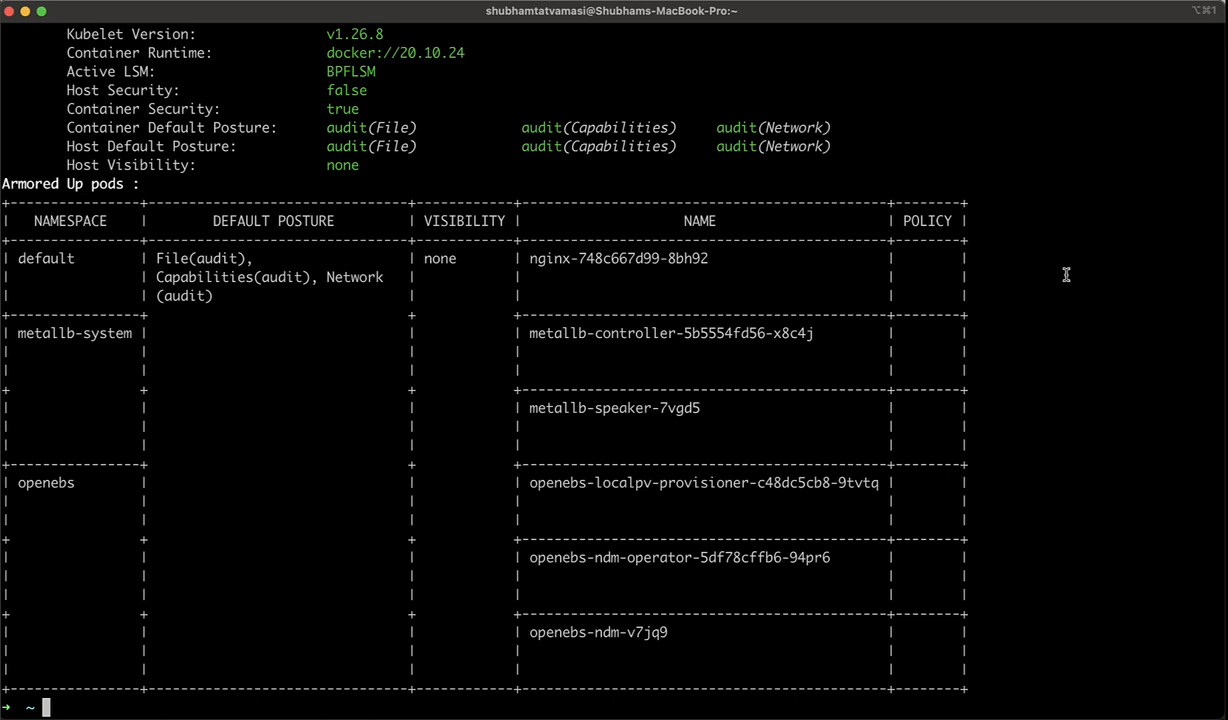 shubhamtatvamasi@Shubhams-MacBook-Pro:~
⌥⌘1
Kubelet Version: v1.26.8
Container Runtime: docker://20.10.24
Active LSM: BPFLSM
Host Security: false
Container Security: true
Container Default Posture: audit(File) audit(Capabilities) audit(Network)
Host Default Posture: audit(File) audit(Capabilities) audit(Network)
Host Visibility: none
Armored Up pods :
NAMESPACE | DEFAULT POSTURE | VISIBILITY | NAME | POLICY
default | File(audit), | none | nginx-748c667d99-8bh92
Capabilities(audit), Network
(audit)
metallb-system | metallb-controller-5b5554fd56-x8c4j
metallb-speaker-7vgd5
openebs | openebs-localpv-provisioner-c48dc5cb8-9tvtq
openebs-ndm-operator-5df78cffb6-94pr6
openebs-ndm-v7jq9
→ ~